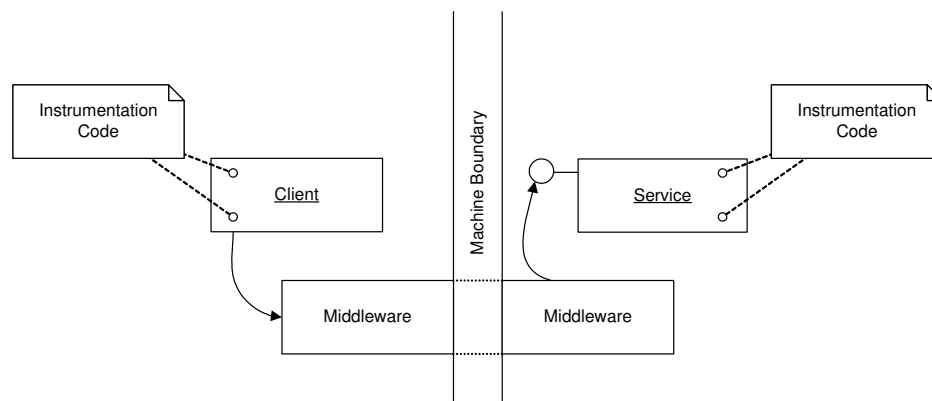 Instrumentation
Code
Client
Middleware
Machine Boundary
Instrumentation
Code
Service
Middleware